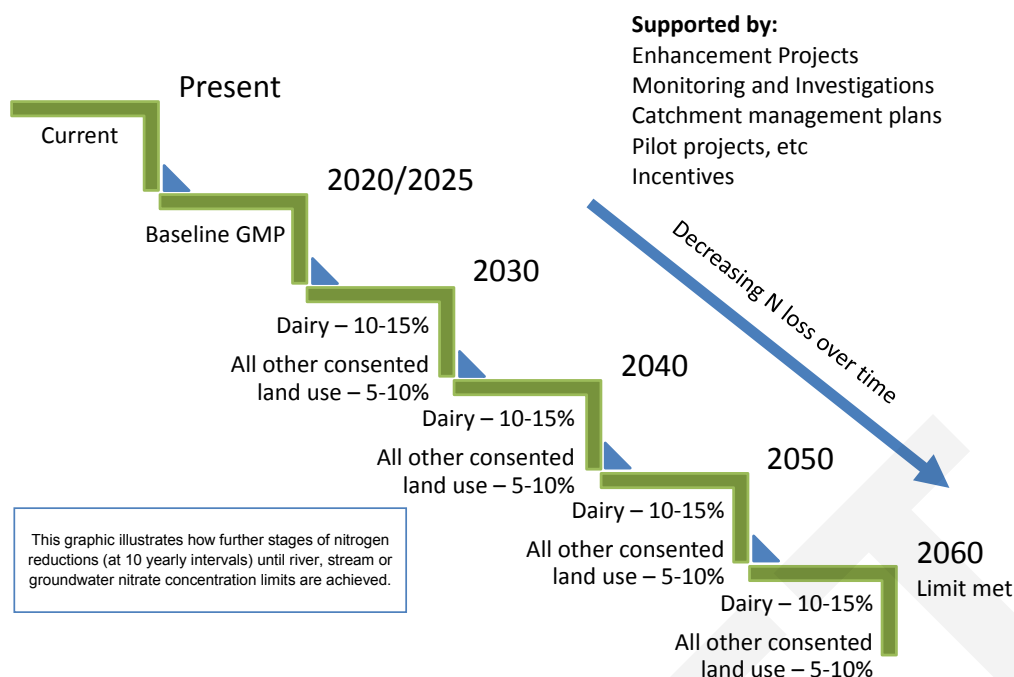 Supported by:
Enhancement Projects
Monitoring and Investigations
Catchment management plans
Pilot projects, etc
Incentives
Present
Current
2020/2025
Baseline GMP
Decreasing N loss over time
2030
Dairy – 10-15%
All other consented
land use – 5-10%
2040
Dairy – 10-15%
All other consented
land use – 5-10%
2050
Dairy – 10-15%
All other consented
land use – 5-10%
2060
Limit met
Dairy – 10-15%
All other consented
land use – 5-10%
This graphic illustrates how further stages of nitrogen
reductions (at 10 yearly intervals) until river, stream or
groundwater nitrate concentration limits are achieved.